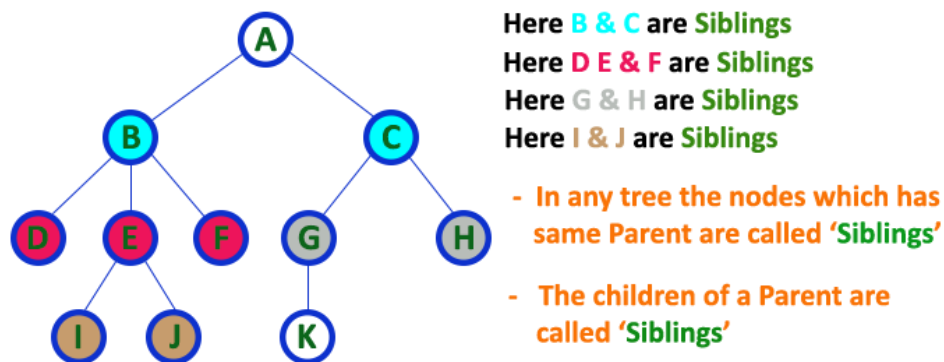 A
B
C
D
E
F
G
H
I
J
K
Here B & C are Siblings
Here D E & F are Siblings
Here G & H are Siblings
Here I & J are Siblings
- In any tree the nodes which has
same Parent are called ‘Siblings’
- The children of a Parent are
called ‘Siblings’